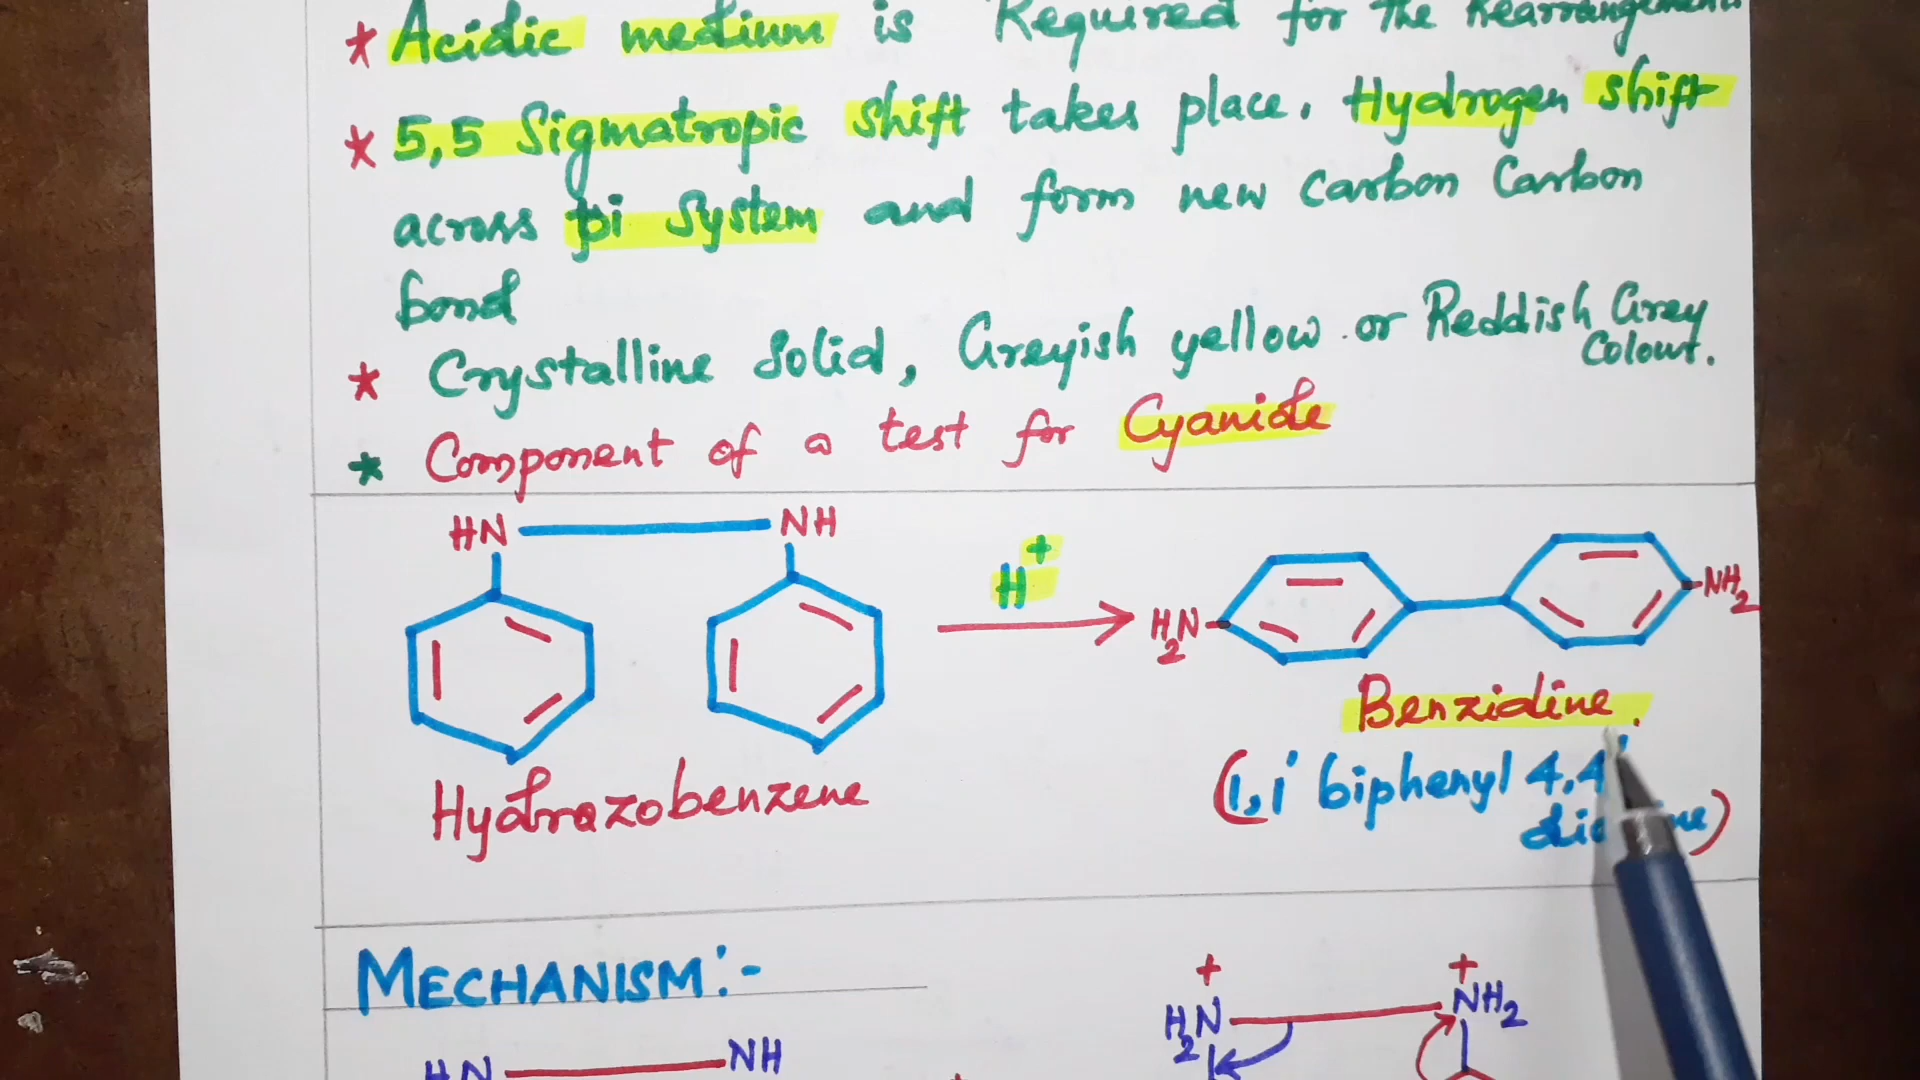 * Acidic medium is Required for The Rearrangement
* 5,5 Sigmatropic shift takes place. Hydrogen shift
across pi system and form new carbon carbon
bond
* Crystalline solid, Greyish yellow or Reddish Grey
Colour.
* Component of a test for Cyanide
HN NH
H+
H2N NH2
Benzidine.
(1,1' biphenyl 4,4'
Hydrazobenzene
MECHANISM:-
+ +
H2N NH2
HN NH